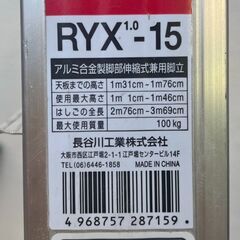 RYX1.0-15
アルミ合金製脚部伸縮式兼用脚立
天板までの高さ 1m31cm~1m76cm
使用最大高さ 1m 1cm~1m46cm
はしごの全長 2m76cm~3m69cm
最大使用質量 100kg
長谷川工業株式会社
大阪市西区江戸堀2-1-1江戸堀センタービル14F
TEL(06)6446-1858 MADE IN CHINA
4 968757 287159